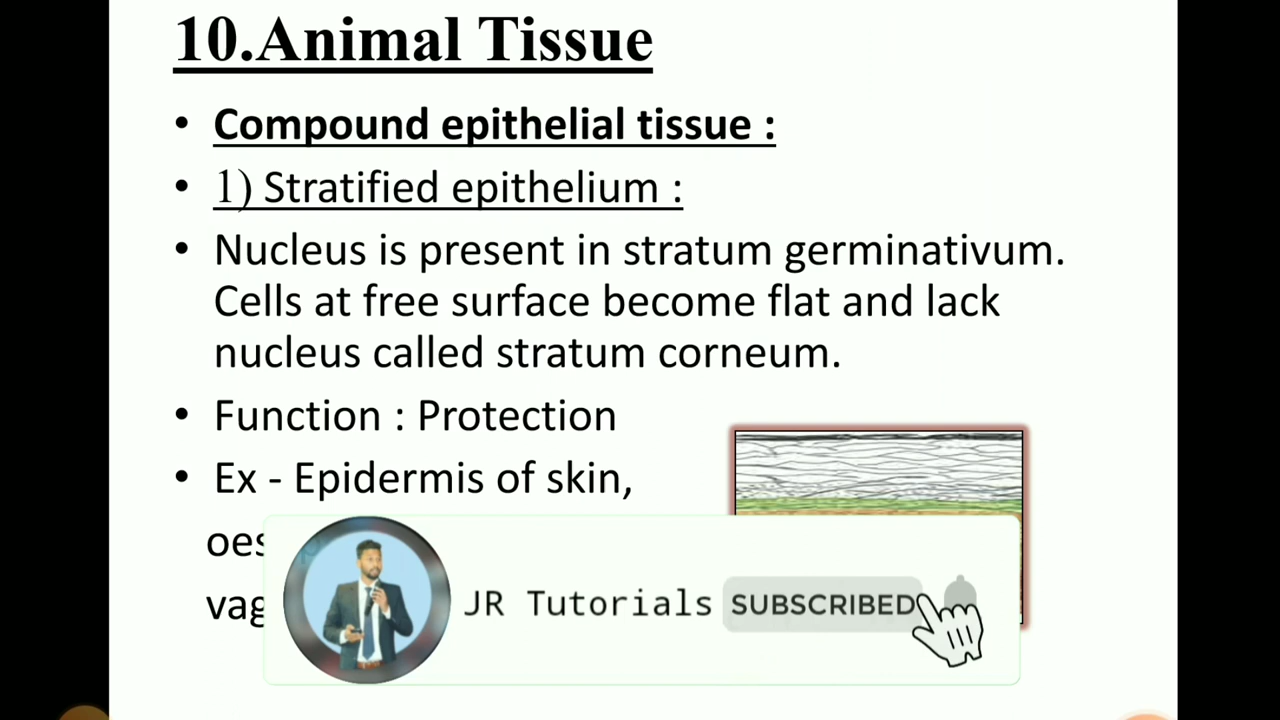 10.Animal Tissue
• Compound epithelial tissue :
• 1) Stratified epithelium :
• Nucleus is present in stratum germinativum.
Cells at free surface become flat and lack
nucleus called stratum corneum.
• Function : Protection
• Ex - Epidermis of skin,
JR Tutorials SUBSCRIBED